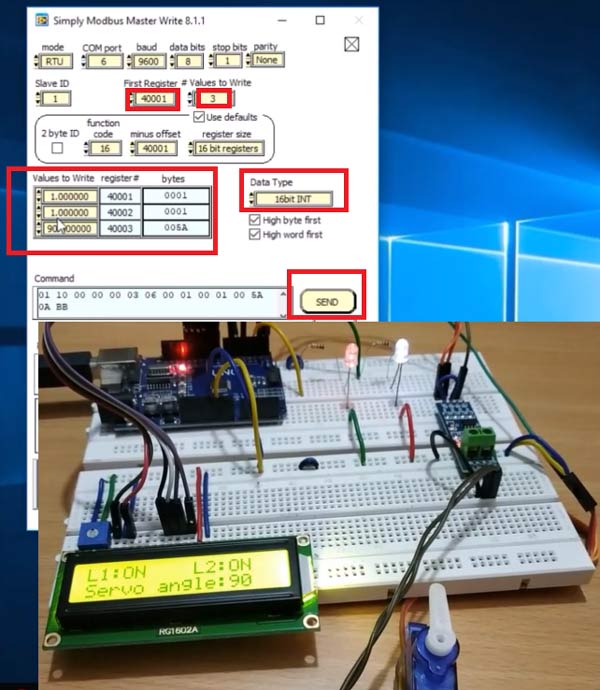 Simply Modbus Master Write 8.1.1
mode COM port baud data bits stop bits parity
RTU 6 9600 8 1 None
Slave ID First Register # Values to Write
1 40001 3
Use defaults
2 byte ID function code minus offset register size
16 40001 16 bit registers
Values to Write register# bytes
1.000000 40001 0001
1.000000 40002 0001
40003 005A
Data Type
16bit INT
High byte first
High word first
Command
01 10 00 00 00 03 06 00 01 00 01 00 5A
0A BB
SEND
UNO
L1:ON L2:ON
Servo angle:90
RG1602A